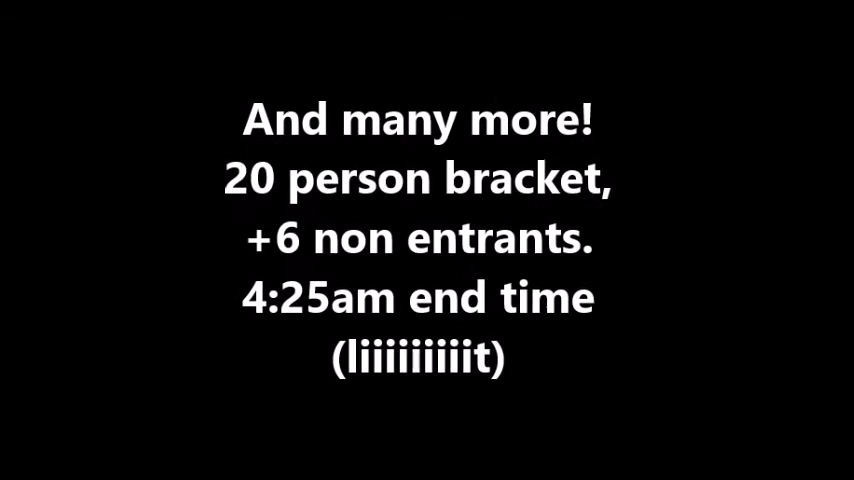 And many more!
20 person bracket,
+6 non entrants.
4:25am end time
(liiiiiiiiit)